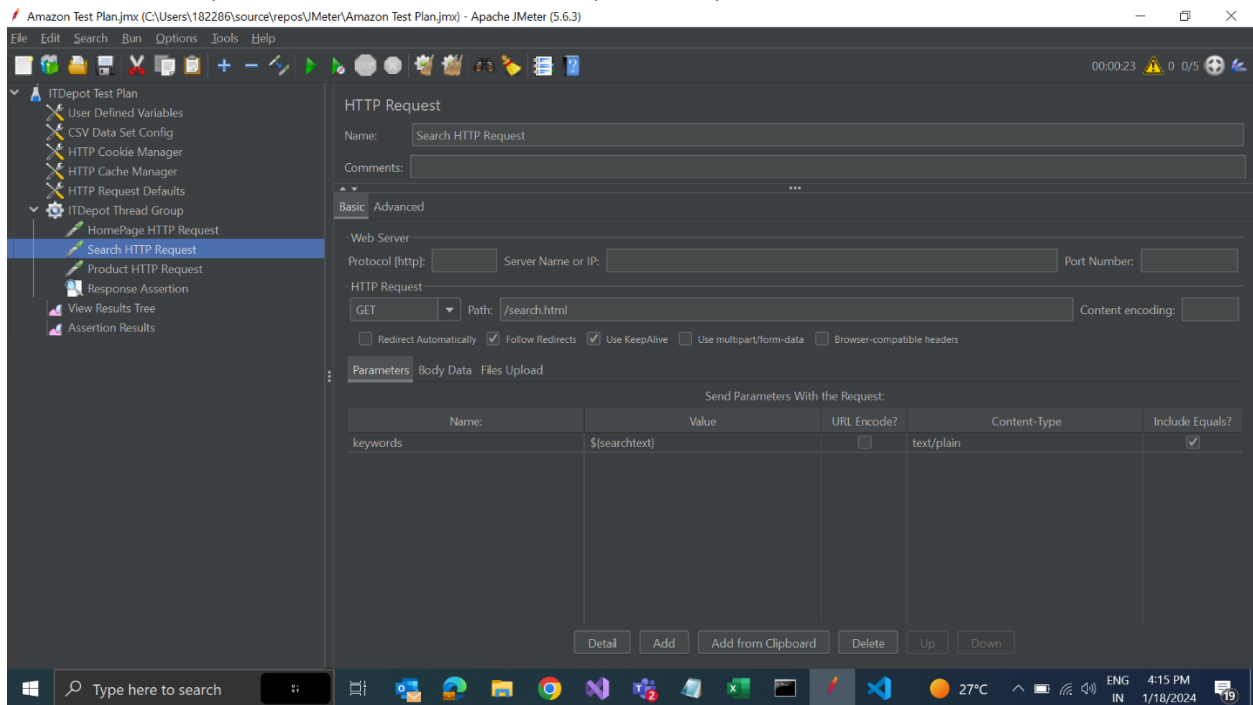 Amazon Test Plan.jmx (C:\Users\182286\source\repos\JMeter\Amazon Test Plan.jmx) - Apache JMeter (5.6.3)
File Edit Search Run Options Tools Help
00:00:23 0 0/5
ITDepot Test Plan
User Defined Variables
CSV Data Set Config
HTTP Cookie Manager
HTTP Cache Manager
HTTP Request Defaults
ITDepot Thread Group
HomePage HTTP Request
Search HTTP Request
Product HTTP Request
Response Assertion
View Results Tree
Assertion Results
HTTP Request
Name: Search HTTP Request
Comments:
Basic Advanced
Web Server
Protocol [http]: Server Name or IP: Port Number:
HTTP Request
GET Path: /search.html Content encoding:
Redirect Automatically Follow Redirects Use KeepAlive Use multipart/form-data Browser-compatible headers
Parameters Body Data Files Upload
Send Parameters With the Request:
Name: Value URL Encode? Content-Type Include Equals?
keywords ${searchtext} text/plain
Detail Add Add from Clipboard Delete Up Down
Type here to search 27°C ENG 4:15 PM
IN 1/18/2024 19